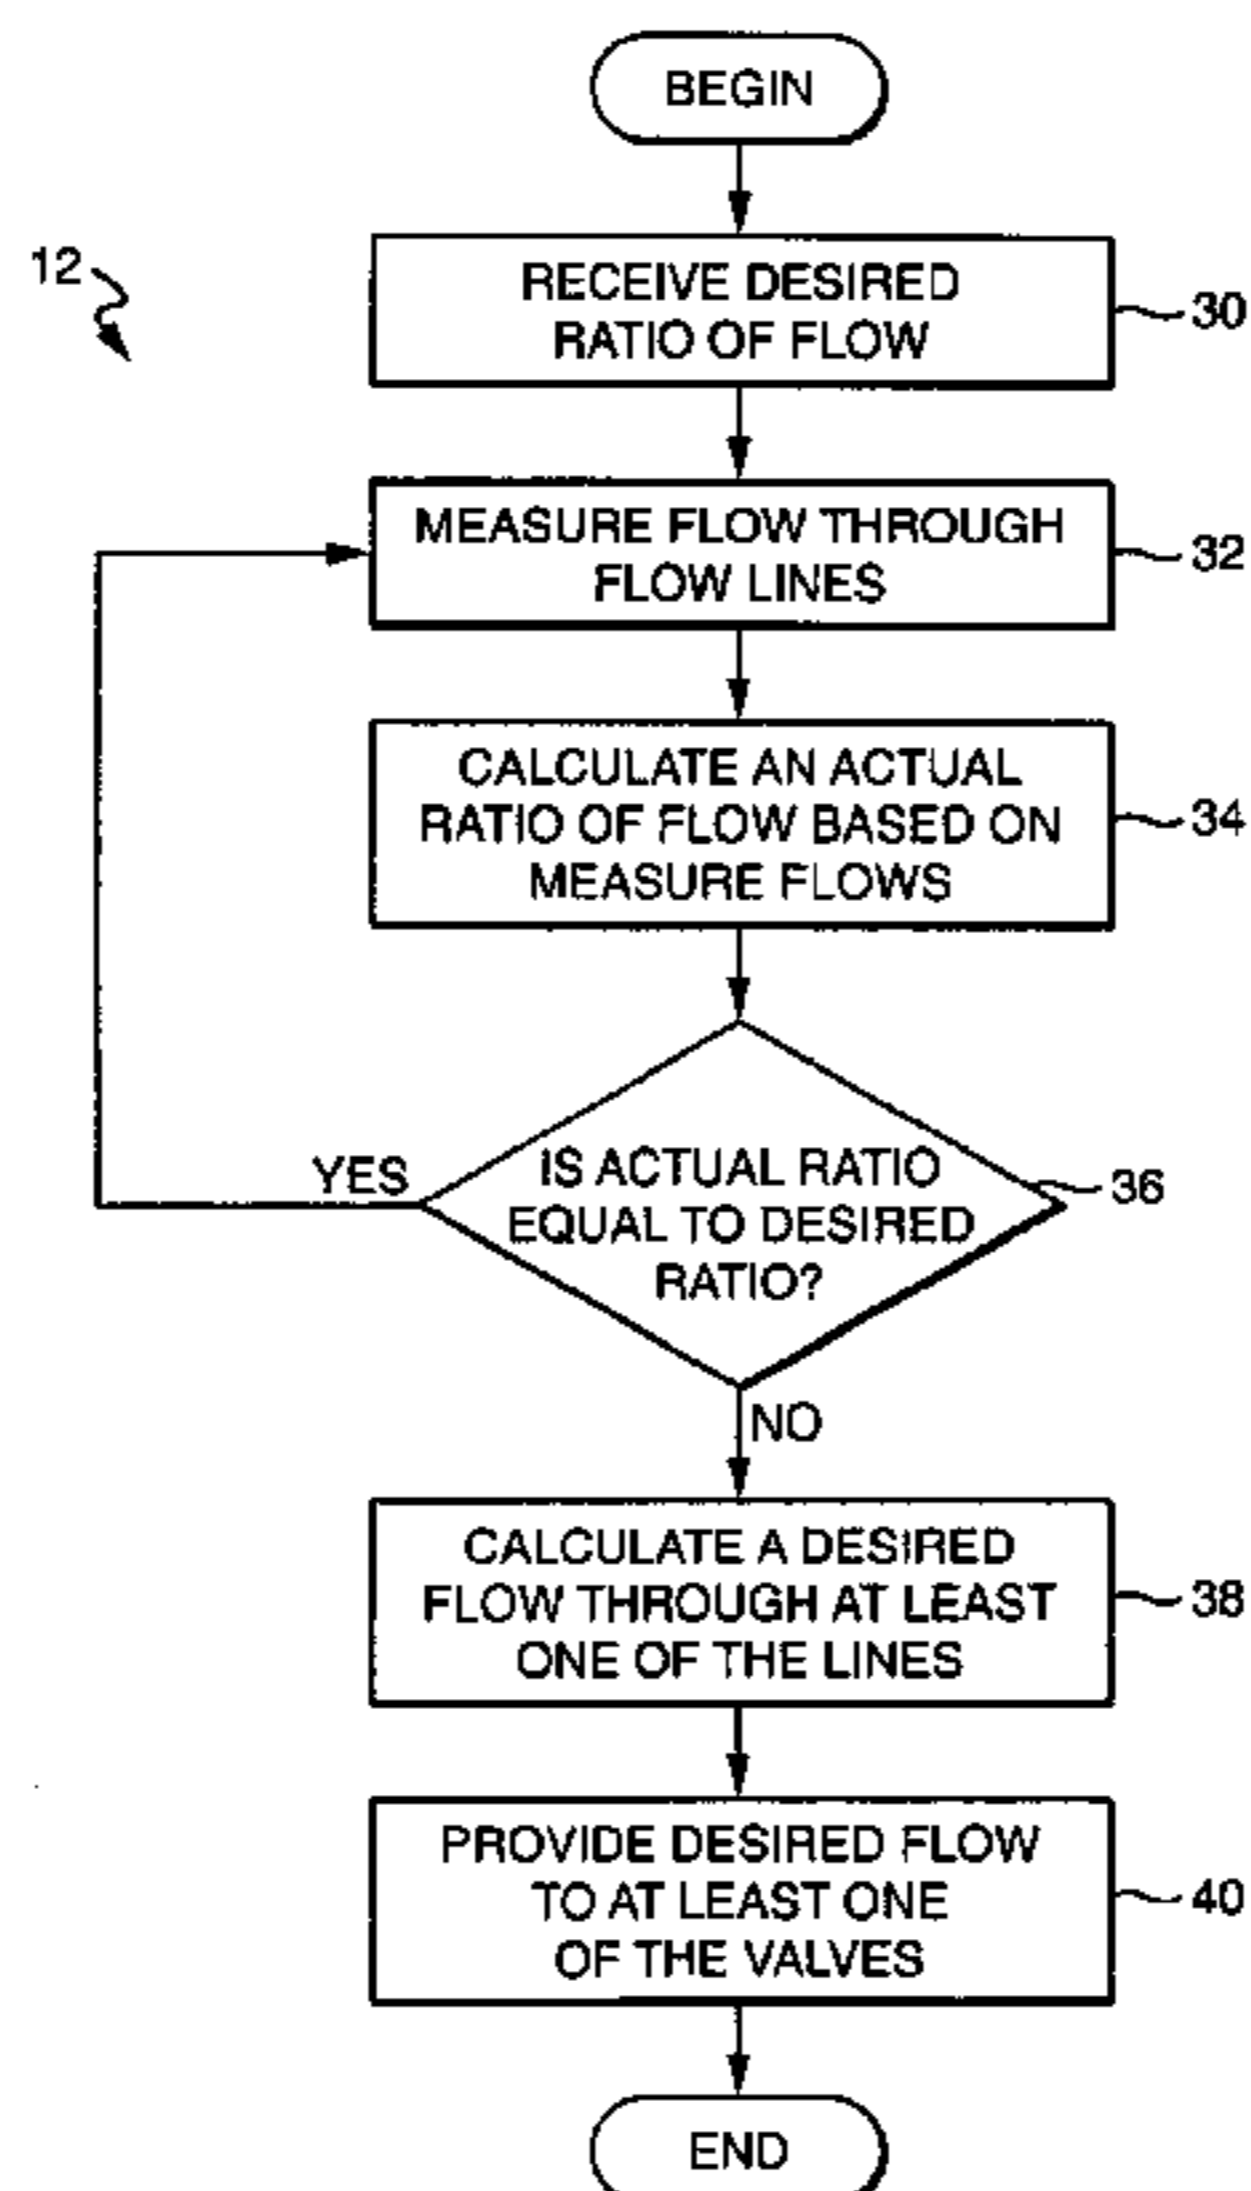 BEGIN
12
RECEIVE DESIRED
RATIO OF FLOW
30
MEASURE FLOW THROUGH
FLOW LINES
32
CALCULATE AN ACTUAL
RATIO OF FLOW BASED ON
MEASURE FLOWS
34
YES
IS ACTUAL RATIO
EQUAL TO DESIRED
RATIO?
36
NO
CALCULATE A DESIRED
FLOW THROUGH AT LEAST
ONE OF THE LINES
38
PROVIDE DESIRED FLOW
TO AT LEAST ONE
OF THE VALVES
40
END